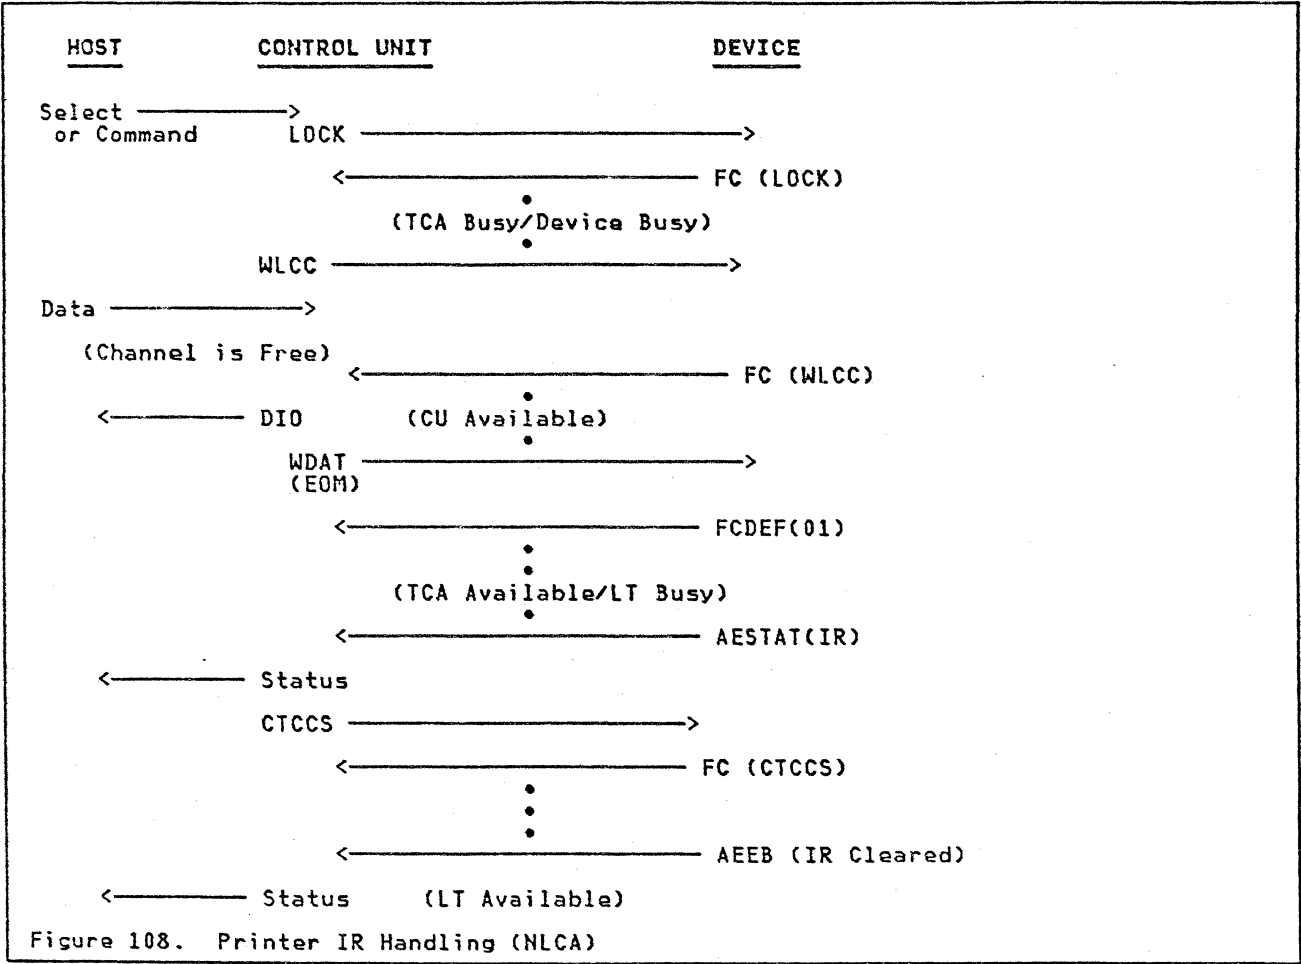 HOST CONTROL UNIT DEVICE
Select
or Command LOCK
FC (LOCK)
(TCA Busy/Device Busy)
WLCC
Data
(Channel is Free)
FC (WLCC)
DIO (CU Available)
WDAT
(EOM)
FCDEF(01)
(TCA Available/LT Busy)
AESTAT(IR)
Status
CTCCS
FC (CTCCS)
AEEB (IR Cleared)
Status (LT Available)
Figure 108. Printer IR Handling (NLCA)